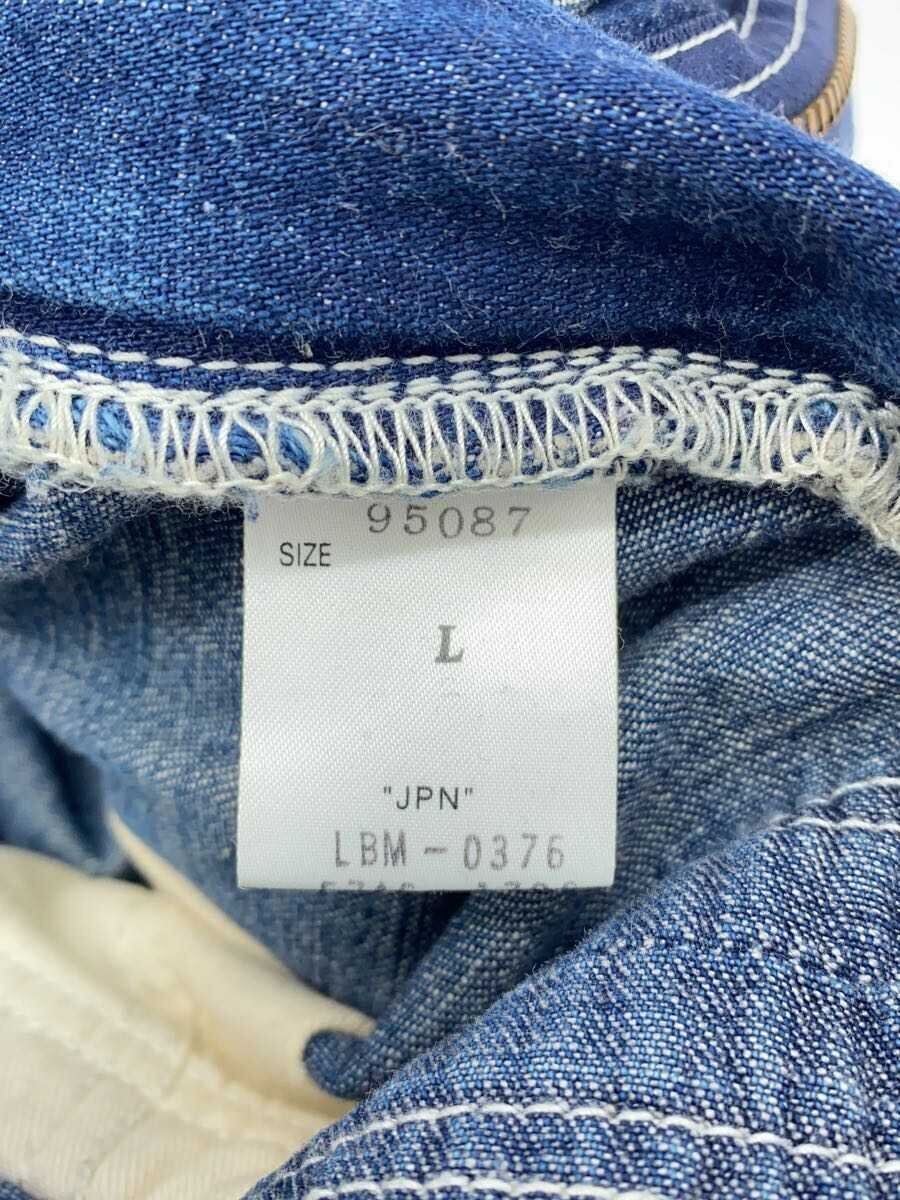 95087
SIZE
L
"JPN"
LBM-0376